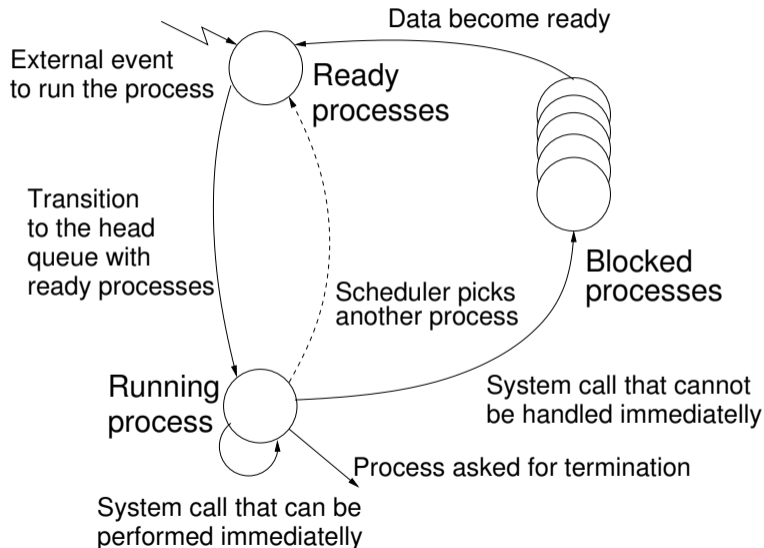 Data become ready
External event
to run the process
Ready
processes
Transition
to the head
queue with
ready processes
Blocked
processes
Scheduler picks
another process
Running
process
System call that cannot
be handled immediatelly
Process asked for termination
System call that can be
performed immediatelly